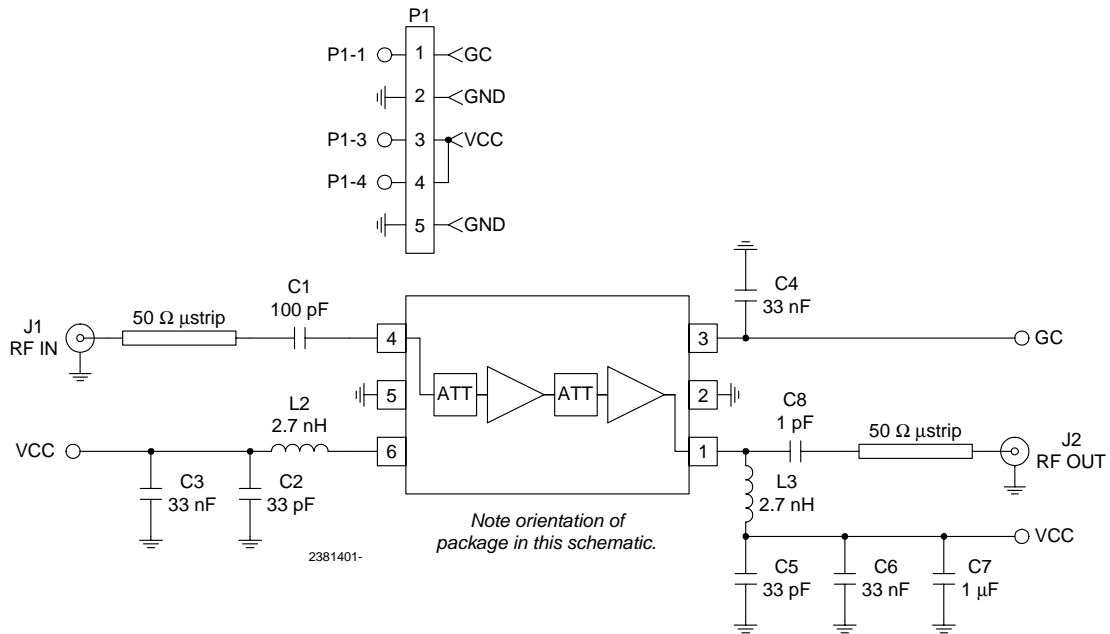 P1
P1-1
1
GC
2
GND
P1-3
3
VCC
P1-4
4
5
GND
J1
RF IN
50 Ω μstrip
C1
100 pF
4
3
C4
33 nF
GC
ATT
ATT
5
2
VCC
L2
2.7 nH
6
1
C8
1 pF
50 Ω μstrip
J2
RF OUT
C3
33 nF
C2
33 pF
L3
2.7 nH
Note orientation of
package in this schematic.
VCC
2381401-
C5
33 pF
C6
33 nF
C7
1 μF